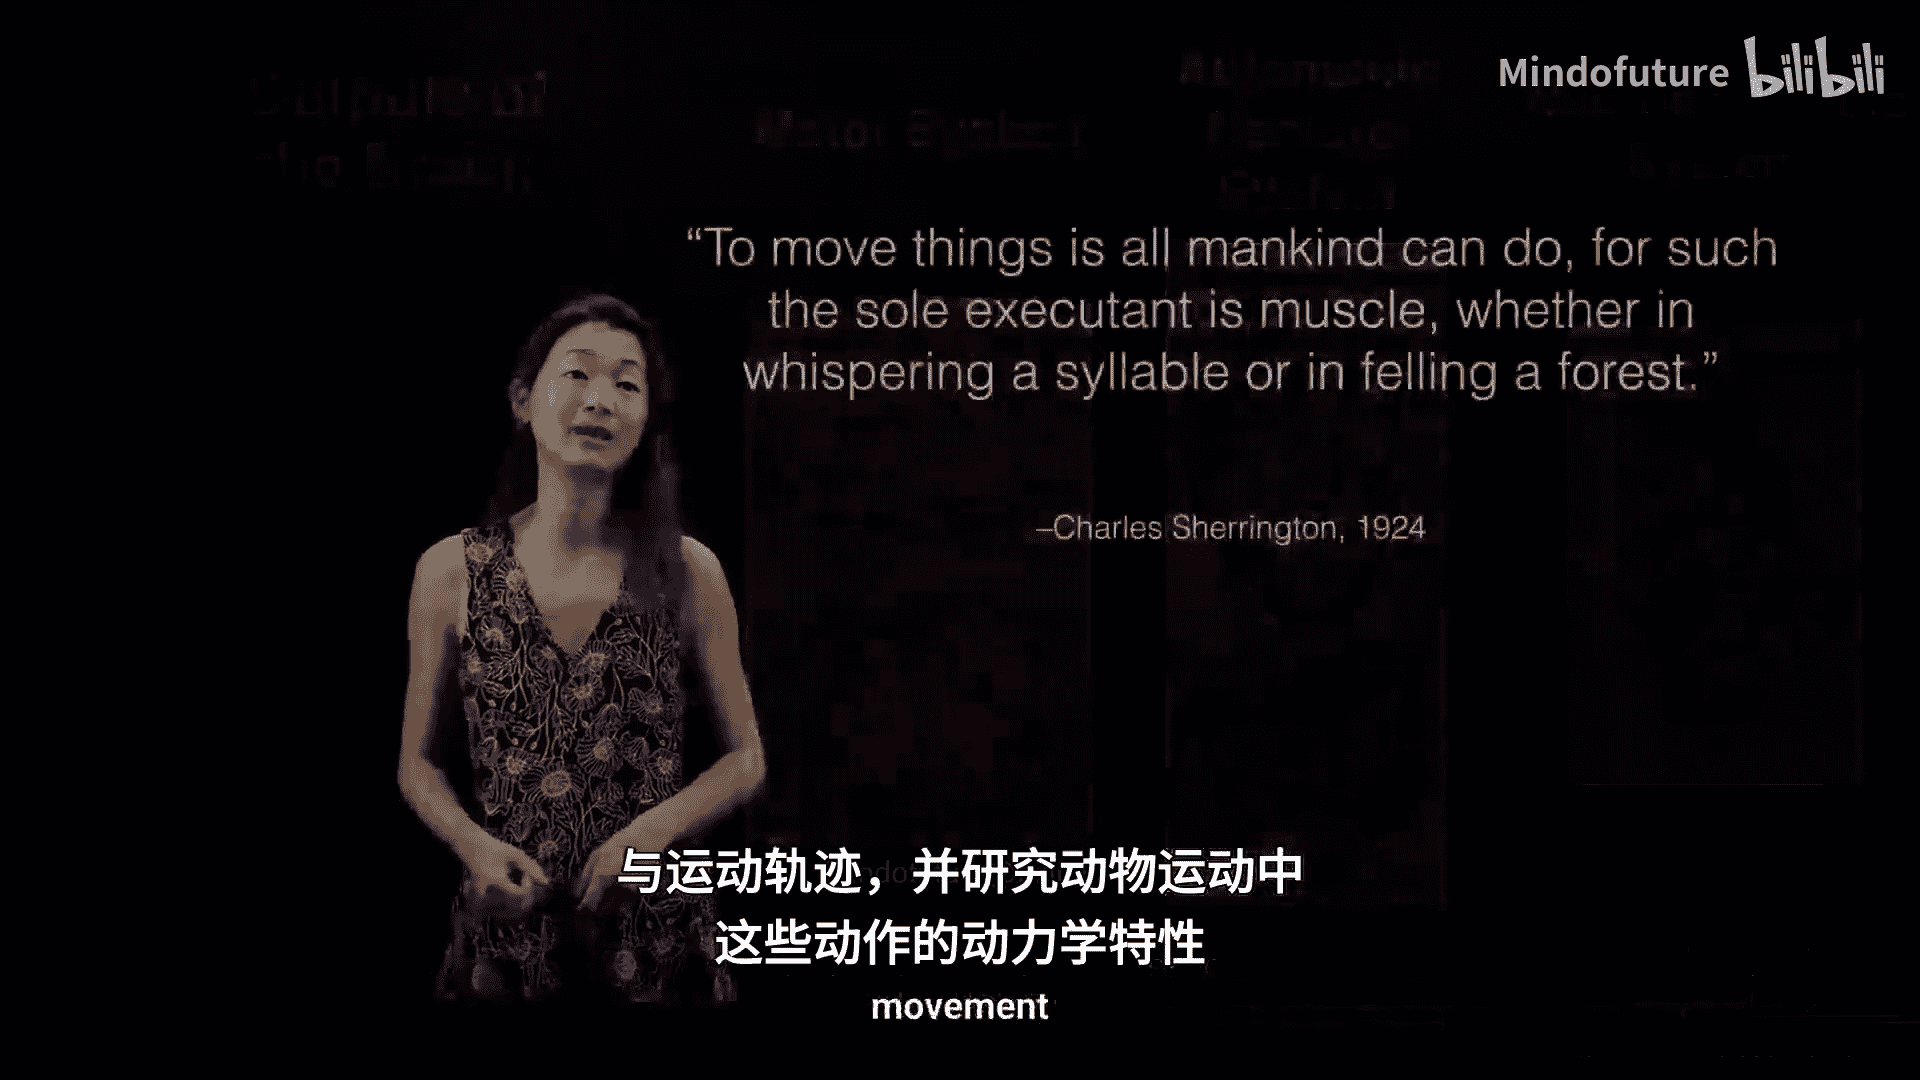 Mindofuture bilibili
“To move things is all mankind can do, for such
the sole executant is muscle, whether in
whispering a syllable or in felling a forest.”
–Charles Sherrington, 1924
与运动轨迹，并研究动物运动中
这些动作的动力学特性
movement